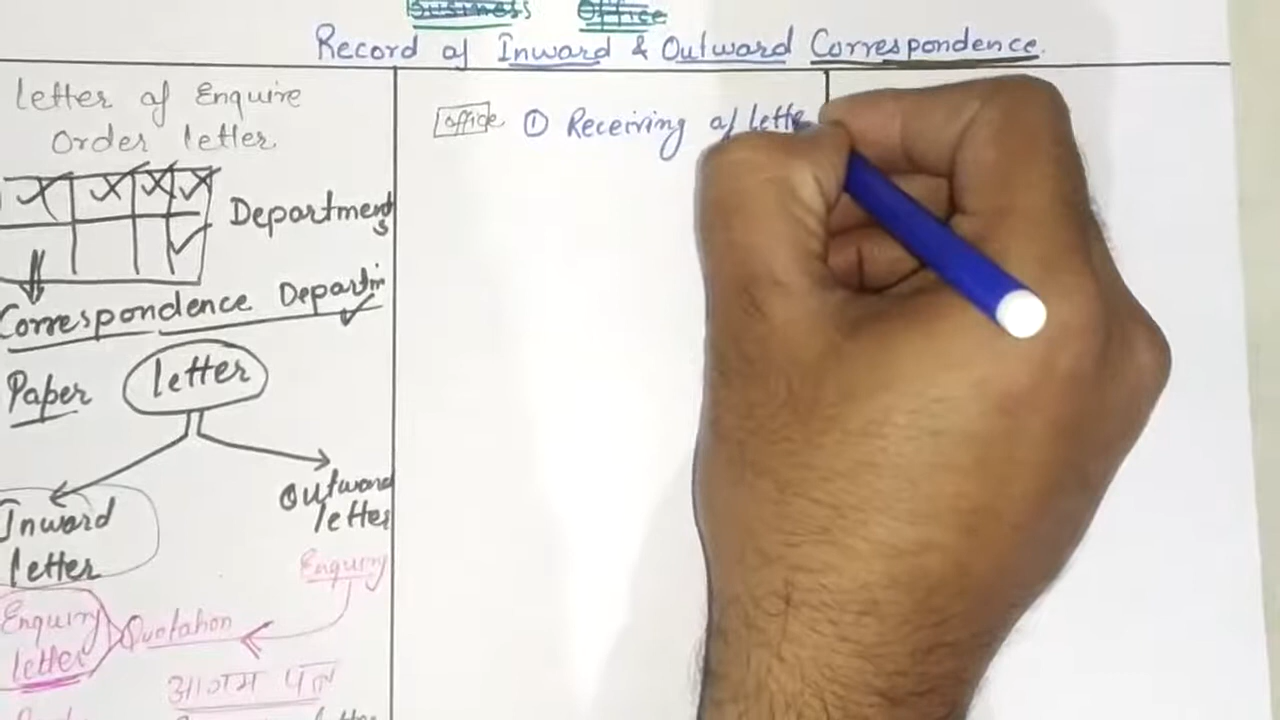 Business Office
Record of Inward & Outward Correspondence.
letter of Enquire
Order letter
Departments
Correspondence Departm
Paper letter
Inward
letter
Outward
letter
Enquiry
Enquiry
letter
Quotation
आगम पत्र
office ① Receiving of lette